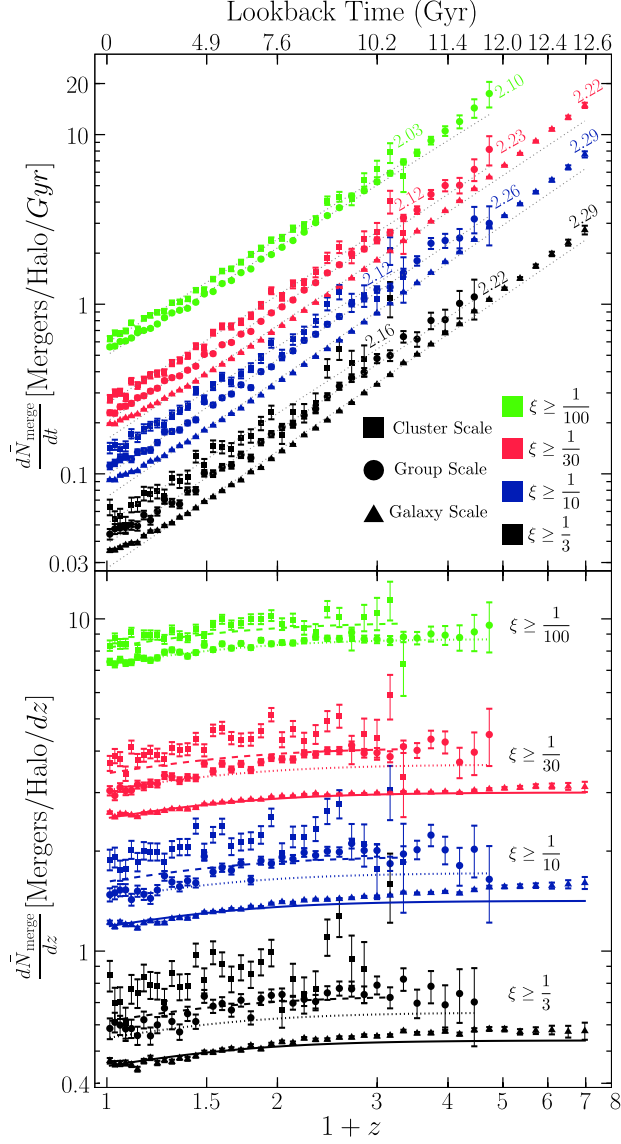 Lookback Time (Gyr)
0 4.9 7.6 10.2 11.4 12.0 12.4 12.6
20
10
1
0.1
0.03
dN̄merge/dt [Mergers/Halo/Gyr]
2.03
2.10
2.12
2.23
2.22
2.12
2.26
2.29
2.16
2.22
2.29
Cluster Scale
Group Scale
Galaxy Scale
ξ ≥ 1/100
ξ ≥ 1/30
ξ ≥ 1/10
ξ ≥ 1/3
10
1
0.4
dN̄merge/dz [Mergers/Halo/dz]
ξ ≥ 1/100
ξ ≥ 1/30
ξ ≥ 1/10
ξ ≥ 1/3
1 1.5 2 3 4 5 6 7 8
1 + z